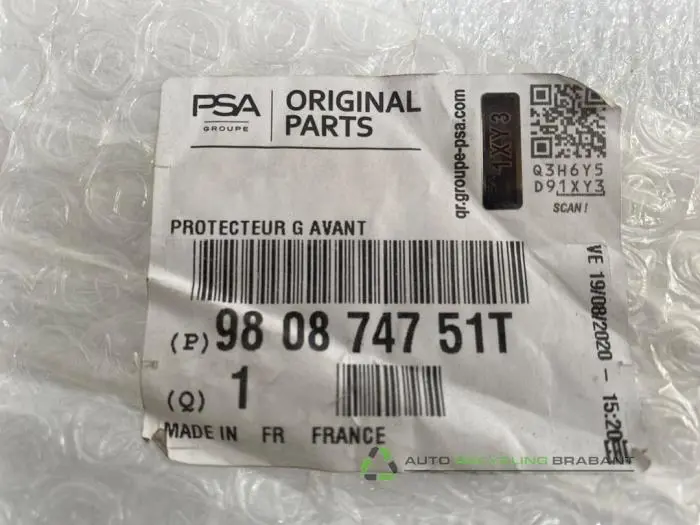 PSA
GROUPE
ORIGINAL
PARTS
qr.groupe-psa.com
1XY3
Q3H6Y5
D91XY3
SCAN!
PROTECTEUR G AVANT
(P) 98 08 747 51T
(Q) 1
VE 19/08/2020 - 15:20
MADE IN FR FRANCE
AUTO RECYCLING BRABANT